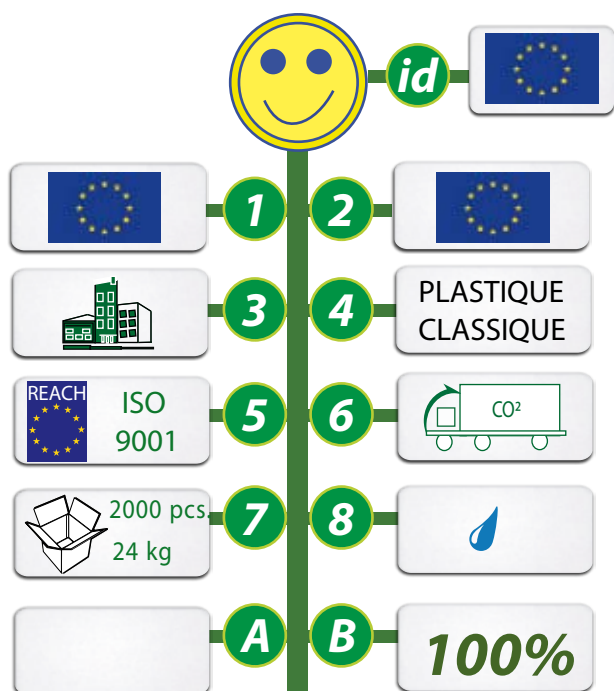 id
1
2
3
4
PLASTIQUE
CLASSIQUE
REACH
ISO
9001
5
6
CO²
2000 pcs.
24 kg
7
8
A
B
100%